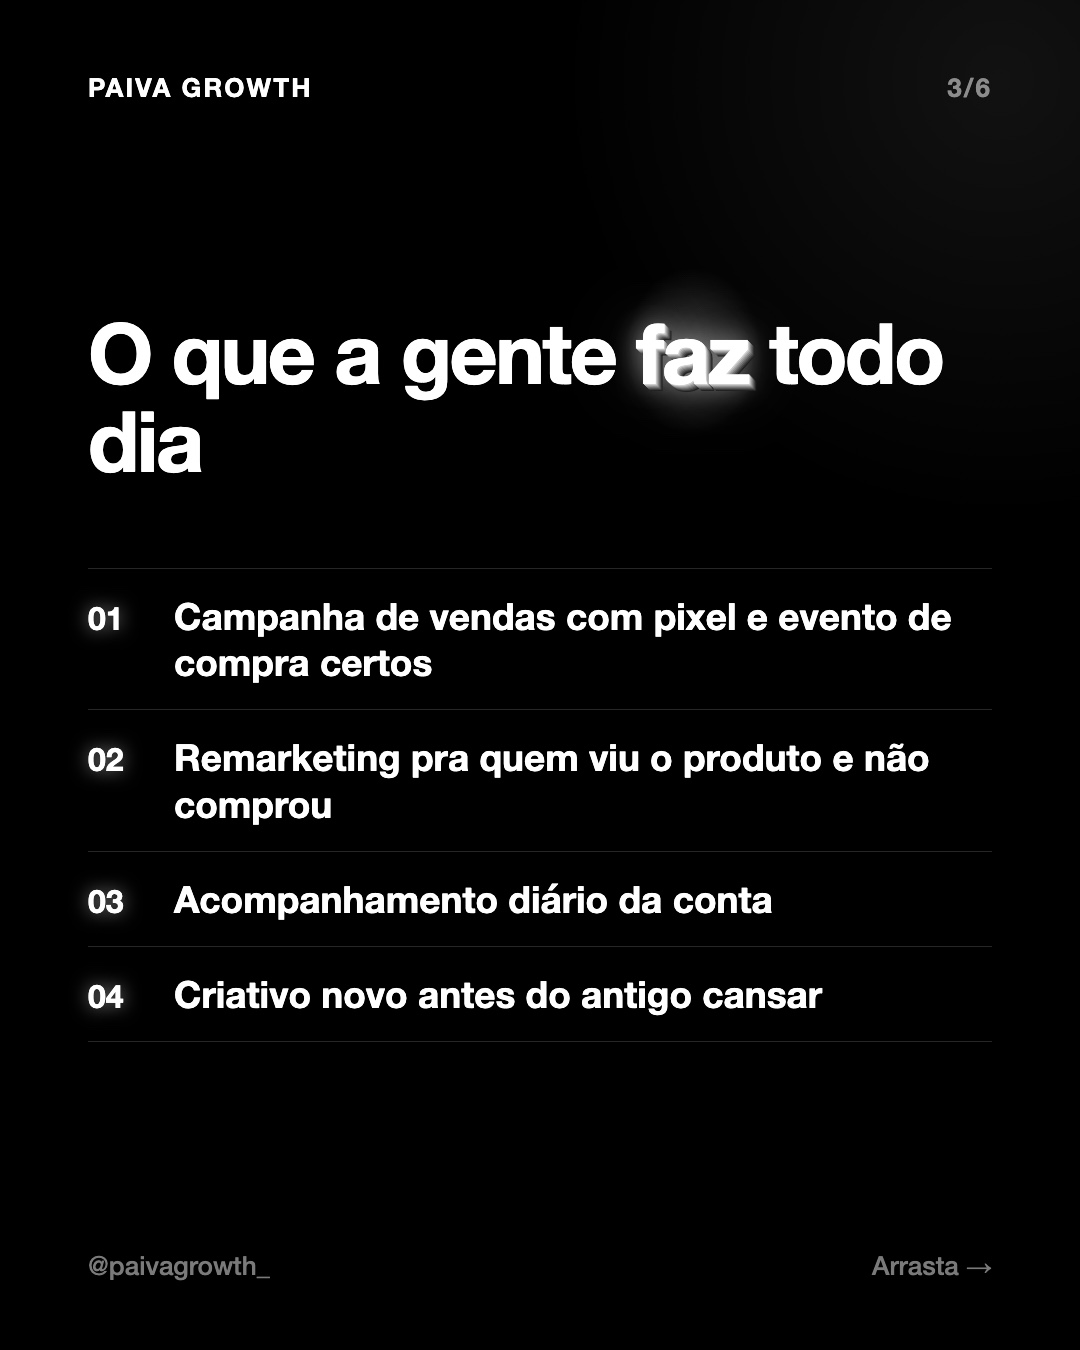 PAIVA GROWTH
3/6
O que a gente faz todo
dia
01 Campanha de vendas com pixel e evento de
compra certos
02 Remarketing pra quem viu o produto e não
comprou
03 Acompanhamento diário da conta
04 Criativo novo antes do antigo cansar
@paivagrowth_
Arrasta →